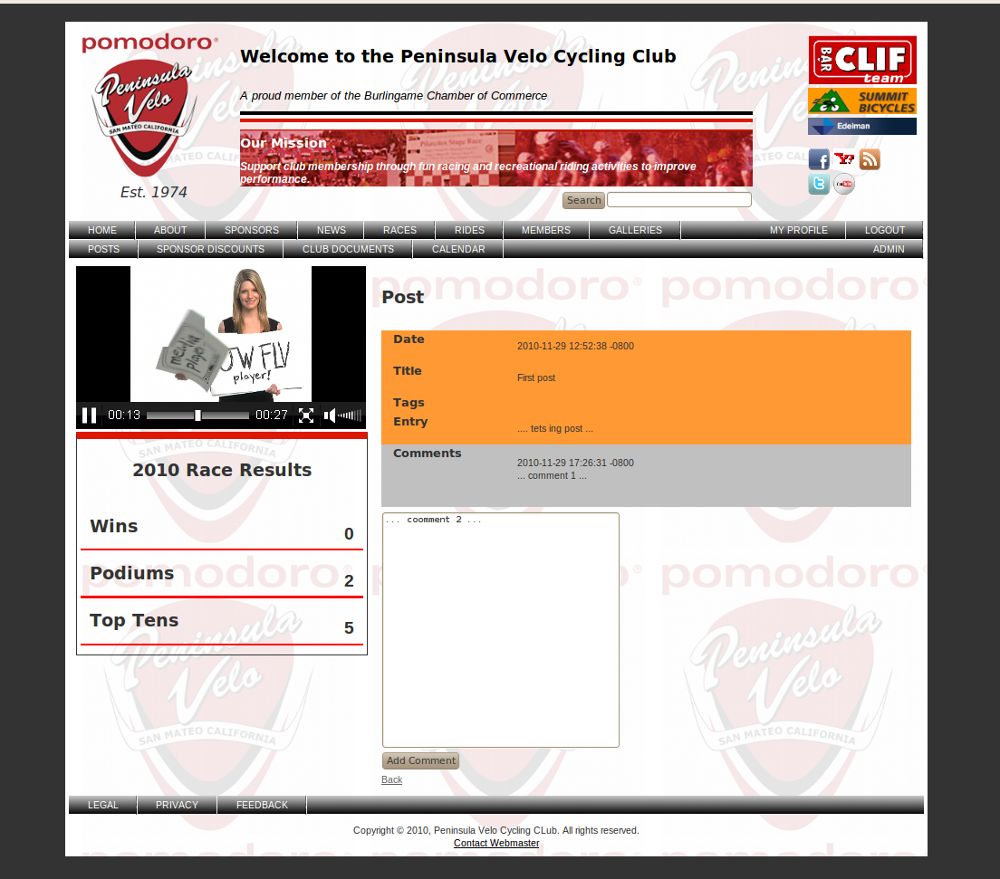 pomodoro®
Peninsula
Velo
SAN MATEO CALIFORNIA
Est. 1974
Welcome to the Peninsula Velo Cycling Club
A proud member of the Burlingame Chamber of Commerce
Our Mission
Support club membership through fun racing and recreational riding activities to improve
performance.
Search
CLIF
BAR
team
SUMMIT
BICYCLES
Edelman
HOME ABOUT SPONSORS NEWS RACES RIDES MEMBERS GALLERIES MY PROFILE LOGOUT
POSTS SPONSOR DISCOUNTS CLUB DOCUMENTS CALENDAR ADMIN
media
player
OW FLV
player!
00:13 00:27
2010 Race Results
Wins 0
Podiums 2
Top Tens 5
Post
Date 2010-11-29 12:52:38 -0800
Title First post
Tags
Entry .... tets ing post ...
Comments 2010-11-29 17:26:31 -0800
... comment 1 ...
... coomment 2 ...
Add Comment
Back
LEGAL PRIVACY FEEDBACK
Copyright © 2010, Peninsula Velo Cycling CLub. All rights reserved.
Contact Webmaster